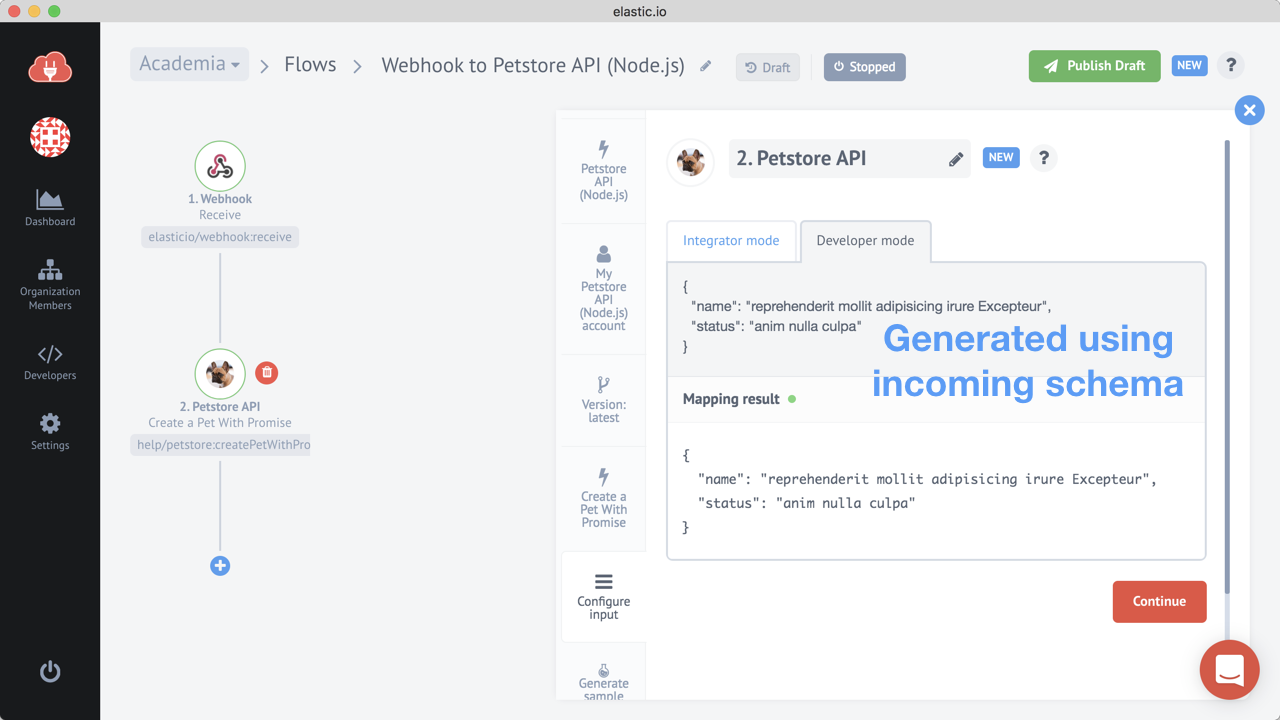 elastic.io
Academia
Flows
Webhook to Petstore API (Node.js)
Draft
Stopped
Publish Draft
NEW
?
Dashboard
Organization
Members
Developers
Settings
1. Webhook
Receive
elasticio/webhook:receive
2. Petstore API
Create a Pet With Promise
help/petstore:createPetWithPro
Petstore
API
(Node.js)
My
Petstore
API
(Node.js)
account
Version:
latest
Create a
Pet With
Promise
Configure
input
Generate
sample
2. Petstore API
NEW
?
Integrator mode
Developer mode
{
"name": "reprehenderit mollit adipisicing irure Excepteur",
"status": "anim nulla culpa"
}
Generated using
incoming schema
Mapping result
{
"name": "reprehenderit mollit adipisicing irure Excepteur",
"status": "anim nulla culpa"
}
Continue